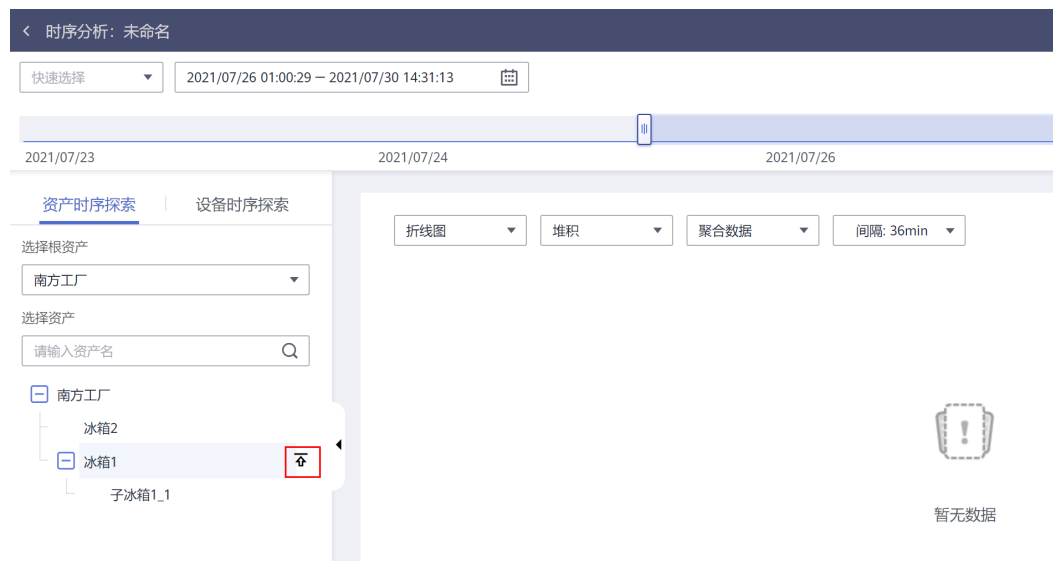 时序分析：未命名
快速选择 2021/07/26 01:00:29 — 2021/07/30 14:31:13
2021/07/23 2021/07/24 2021/07/26
资产时序探索 设备时序探索
选择根资产
南方工厂
选择资产
请输入资产名
南方工厂
冰箱2
冰箱1
子冰箱1_1
折线图 堆积 聚合数据 间隔: 36min
暂无数据